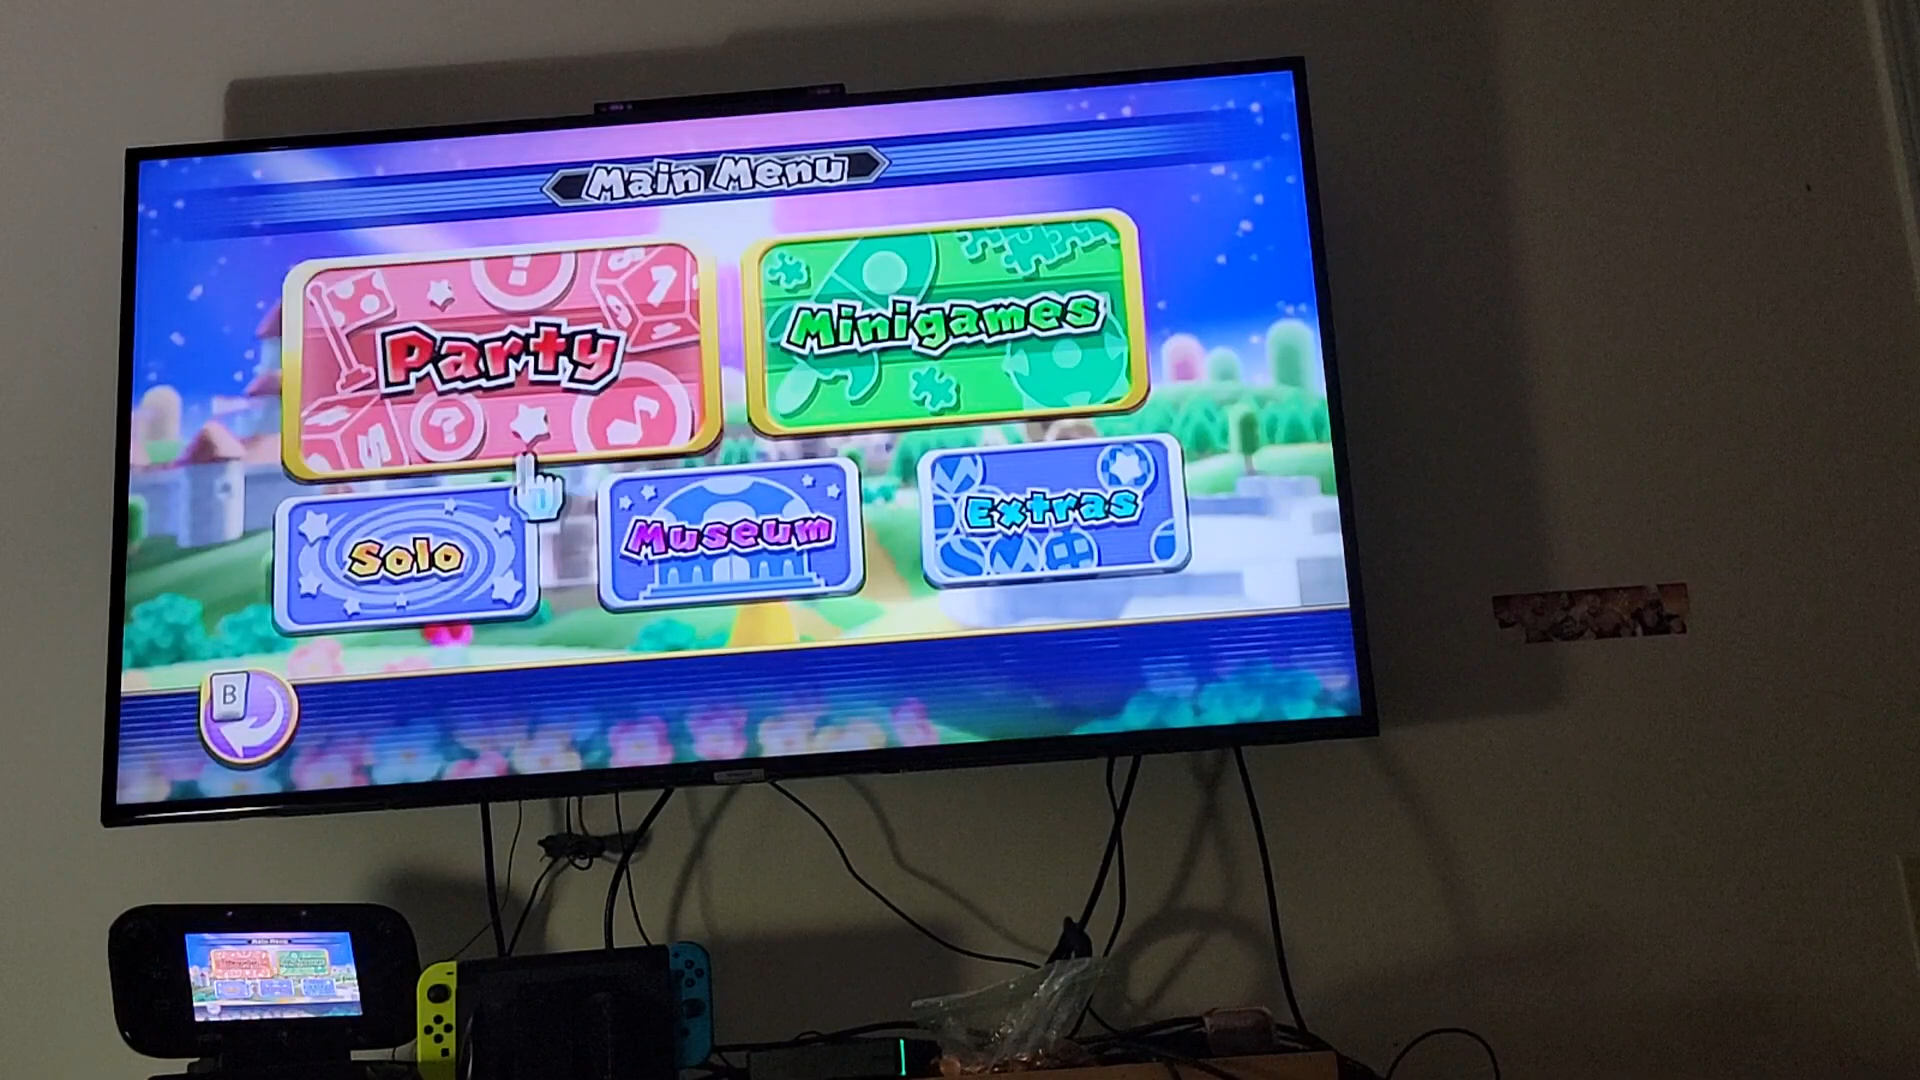 Main Menu
Party
Minigames
Solo
Museum
Extras
B